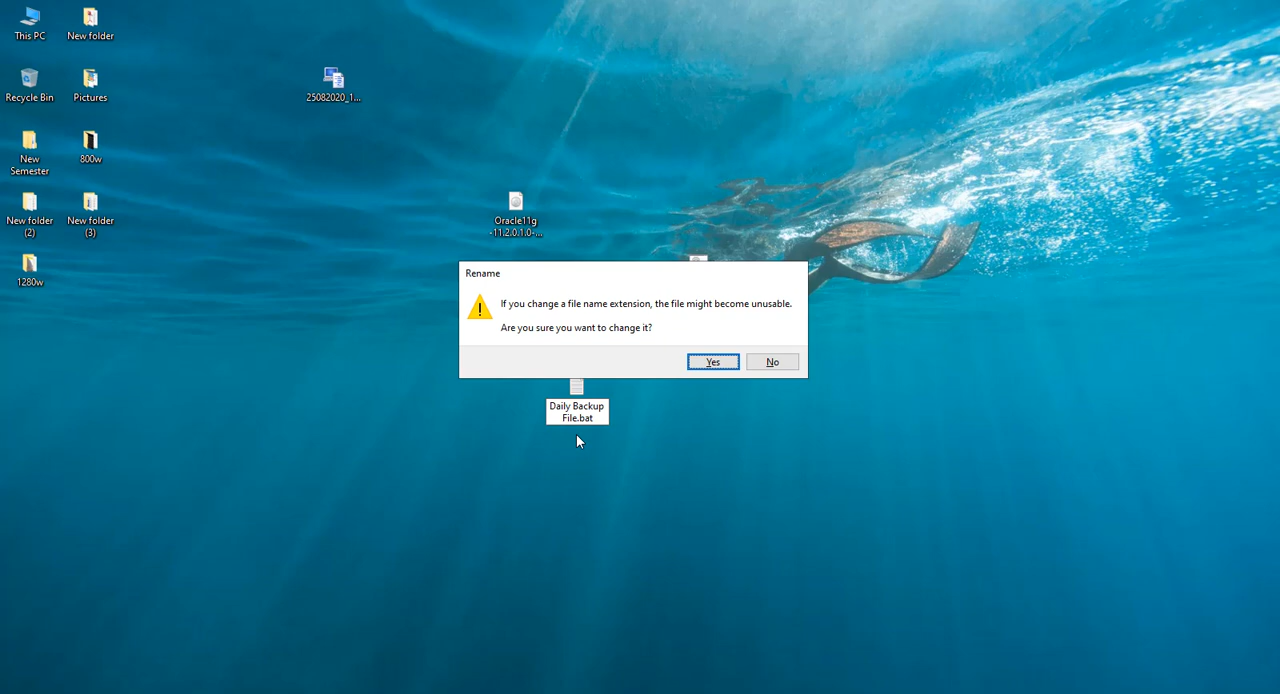 This PC
New folder
Recycle Bin
Pictures
25082020_1...
New
Semester
800w
New folder
(2)
New folder
(3)
1280w
Oracle11g
-11.2.0.1.0-...
Rename
If you change a file name extension, the file might become unusable.
Are you sure you want to change it?
Yes
No
Daily Backup
File.bat